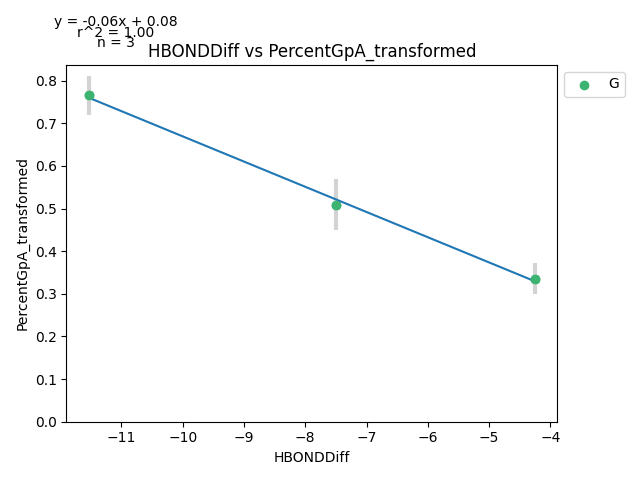 y = -0.06x + 0.08
r^2 = 1.00
n = 3
HBONDDiff vs PercentGpA_transformed
G
PercentGpA_transformed
0.8
0.7
0.6
0.5
0.4
0.3
0.2
0.1
0.0
−11
−10
−9
−8
−7
−6
−5
−4
HBONDDiff